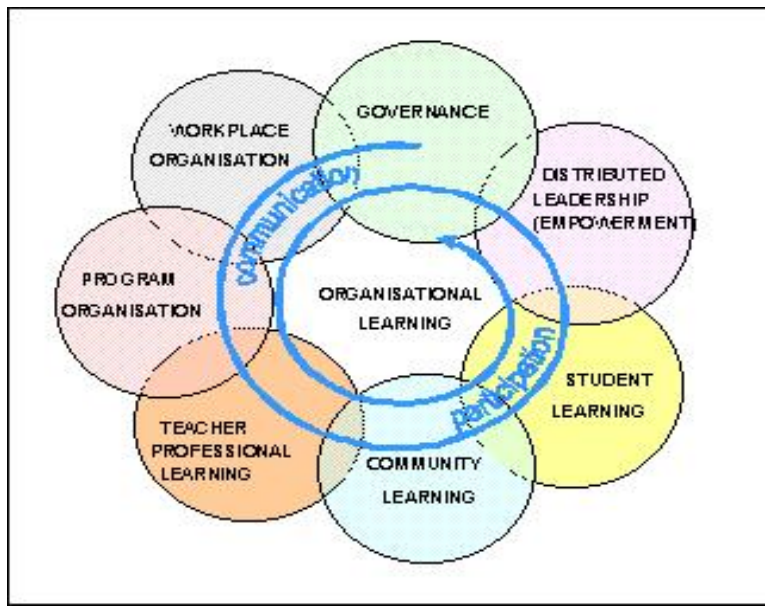 GOVERNANCE
WORKPLACE
ORGANISATION
DISTRIBUTED
LEADERSHIP
(EMPOWERMENT)
communication
PROGRAM
ORGANISATION
ORGANISATIONAL
LEARNING
participation
STUDENT
LEARNING
TEACHER
PROFESSIONAL
LEARNING
COMMUNITY
LEARNING